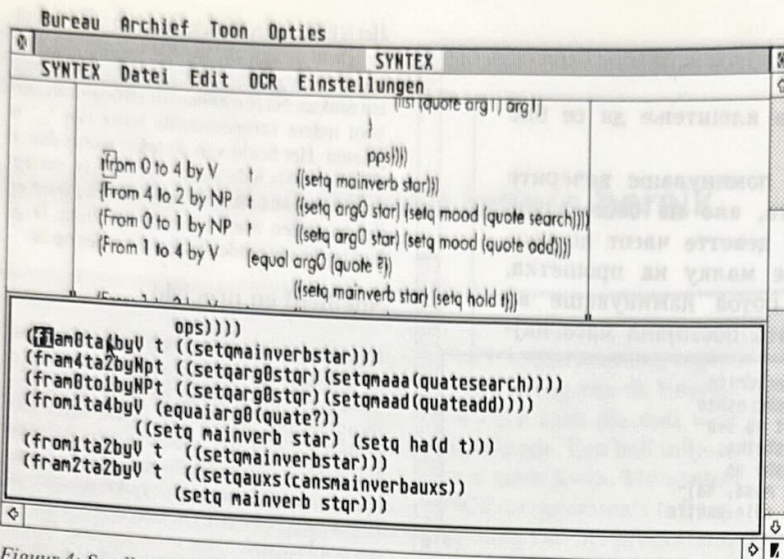 Bureau Archief Toon Opties
SYNTEX
SYNTEX Datei Edit OCR Einstellungen
(list (quote arg1) arg1)
)
pps))))
(from 0 to 4 by V t ((setq mainverb star)))
(From 4 to 2 by NP t ((setq arg0 star) (setq mood (quote search))))
(From 0 to 1 by NP t ((setq arg0 star) (setq mood (quote add))))
(From 1 to 4 by V (equal arg0 (quote ?))
((setq mainverb star) (setq hold t)))
ops))))
(fram0ta4byV t ((setqmainverbstar)))
(fram4ta2byNpt ((setqarg0stqr)(setqmaaa(quatesearch))))
(fram0to1byNPt ((setqarg0stqr)(setqmaad(quateadd))))
(fromita4byV (equaiarg0(quate?))
((setq mainverb star) (setq ha(d t)))
(fromita2byV t ((setqmainverbstar)))
(fram2ta2byV t ((setqauxs(cansmainverbauxs))
(setq mainverb stqr)))
Figuur 4: